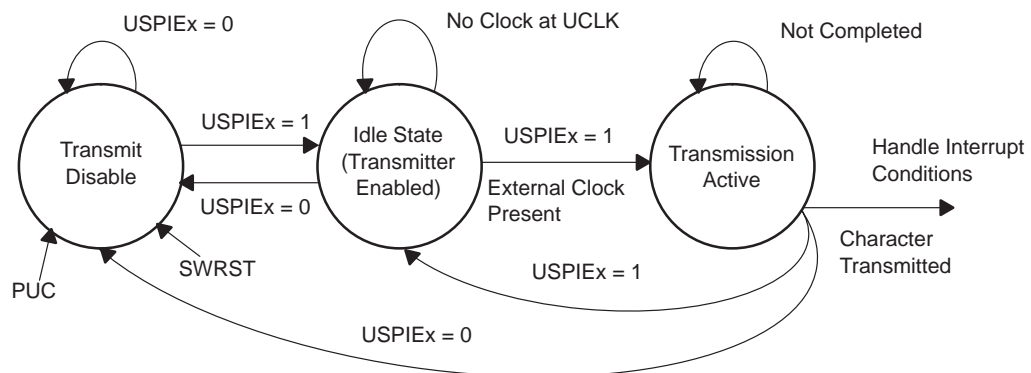 USPIEx = 0
No Clock at UCLK
Not Completed
USPIEx = 1
Transmit
Disable
Idle State
(Transmitter
Enabled)
USPIEx = 1
External Clock
Present
Transmission
Active
Handle Interrupt
Conditions
USPIEx = 0
Character
Transmitted
PUC
SWRST
USPIEx = 1
USPIEx = 0